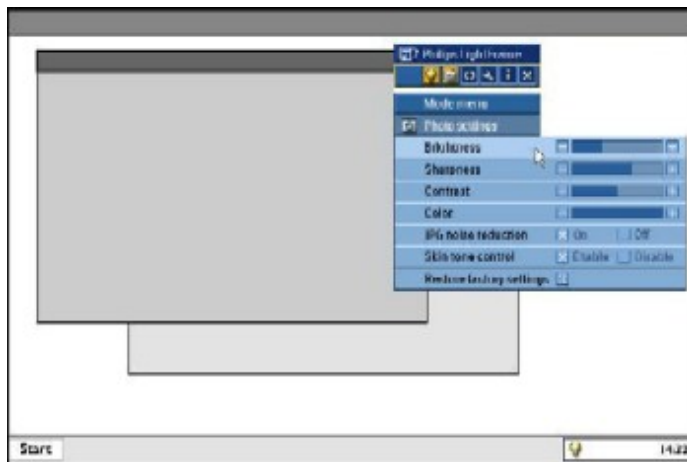 Philips LightFrame
Mode menu
Photo settings
Brightness
Sharpness
Contrast
Color
JPG noise reduction On Off
Skin tone control Enable Disable
Restore factory settings
Start 14:22